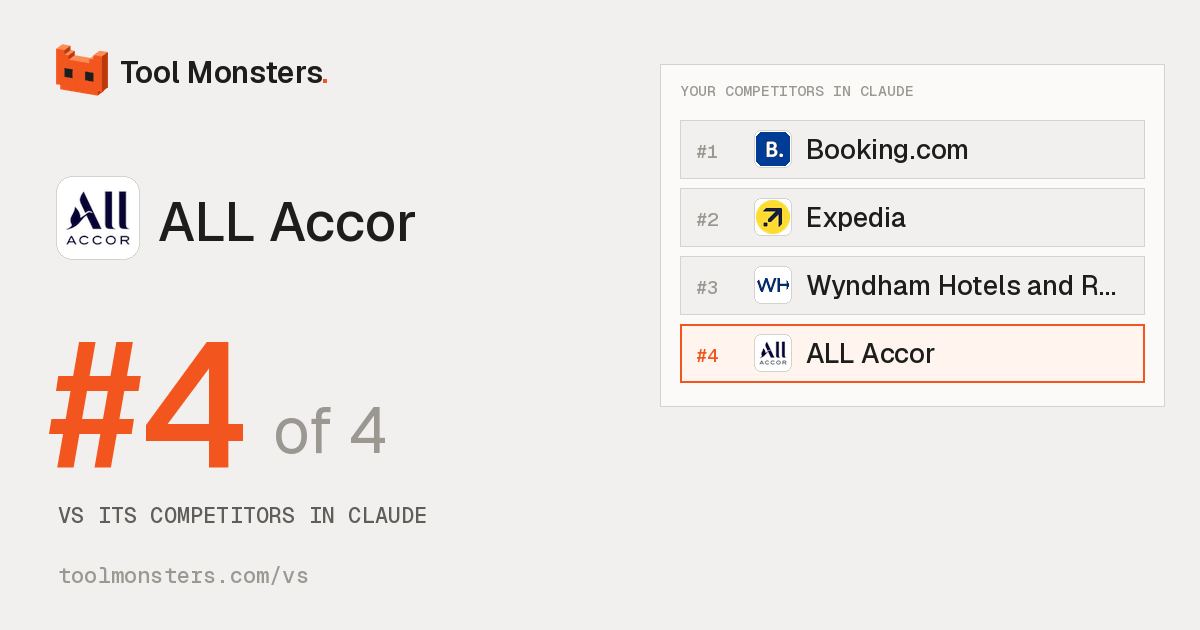 Tool Monsters.
All
ACCOR
ALL Accor
#4 of 4
VS ITS COMPETITORS IN CLAUDE
toolmonsters.com/vs
YOUR COMPETITORS IN CLAUDE
#1 B. Booking.com
#2 Expedia
#3 WH Wyndham Hotels and R...
#4 All ACCOR ALL Accor